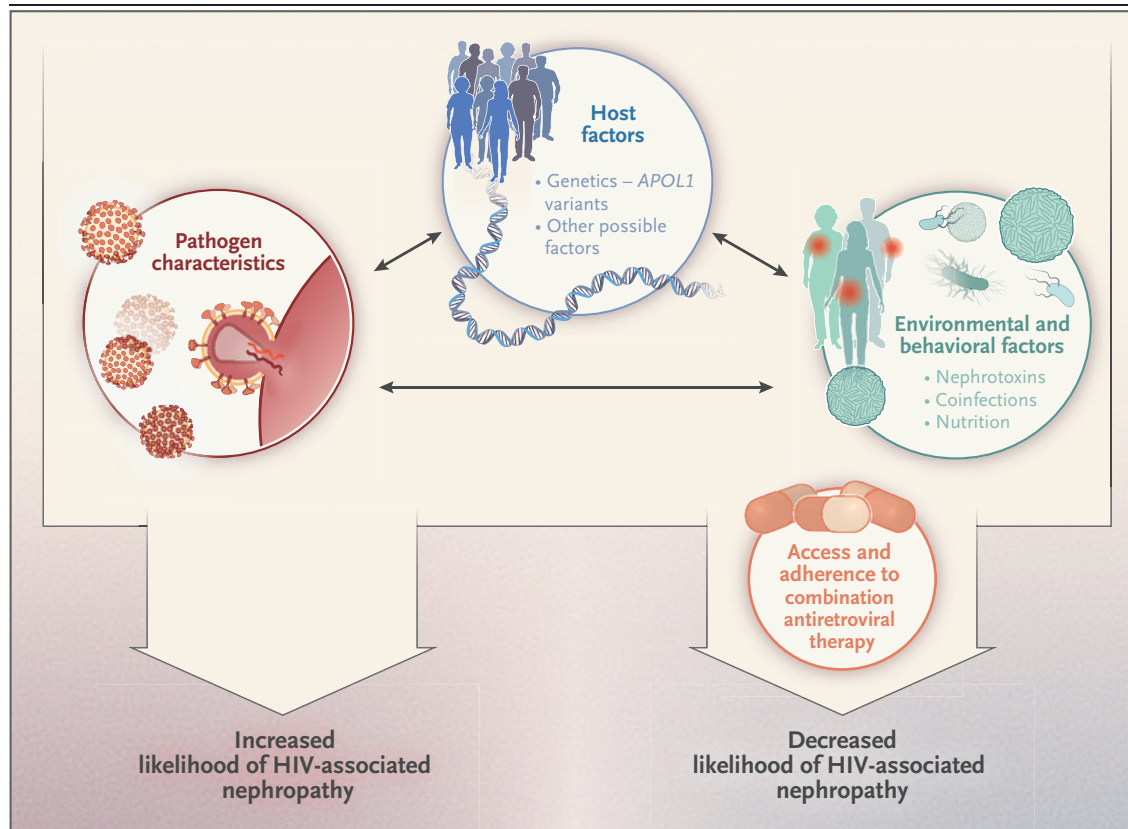 Host
factors
• Genetics – APOL1
variants
• Other possible
factors
Pathogen
characteristics
Environmental and
behavioral factors
• Nephrotoxins
• Coinfections
• Nutrition
Access and
adherence to
combination
antiretroviral
therapy
Increased
likelihood of HIV-associated
nephropathy
Decreased
likelihood of HIV-associated
nephropathy